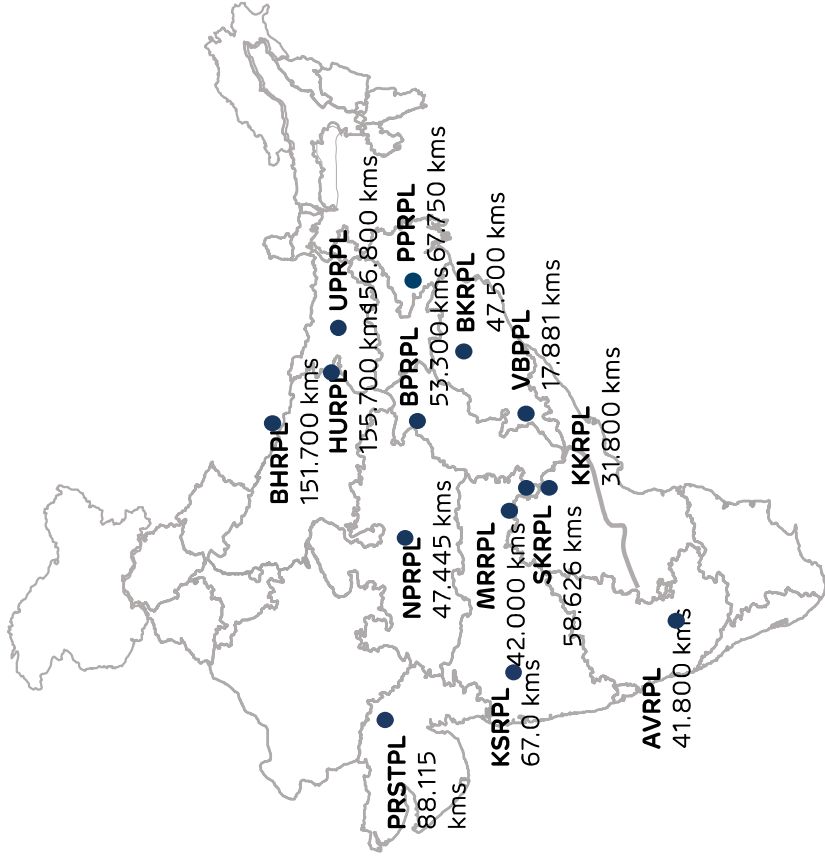 BHRPL
151.700 kms
HURPL
155.700 kms
UPRPL
156.800 kms
PRSTPL
88.115
kms
NPRPL
47.445 kms
BPRPL
53.300 kms
PPRPL
67.750 kms
BKRPL
47.500 kms
KSRPL
67.0 kms
MRRPL
42.000 kms
VBPPL
17.881 kms
SKRPL
58.626 kms
KKRPL
31.800 kms
AVRPL
41.800 kms